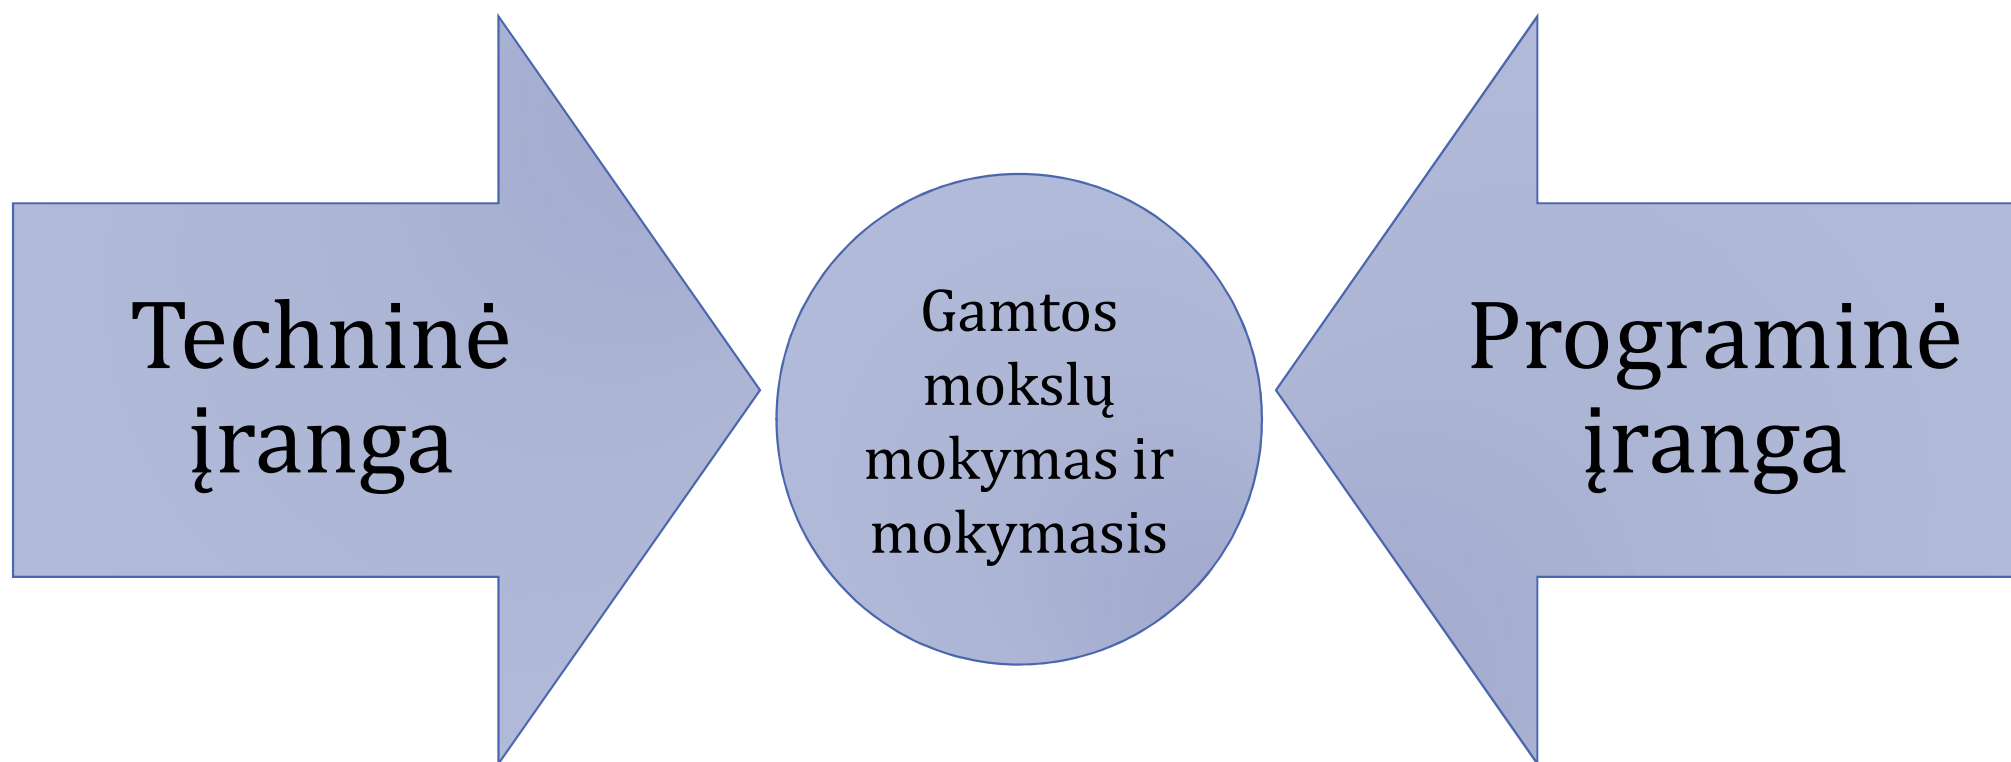 Techninė
įranga
Gamtos
mokslų
mokymas ir
mokymasis
Programinė
įranga